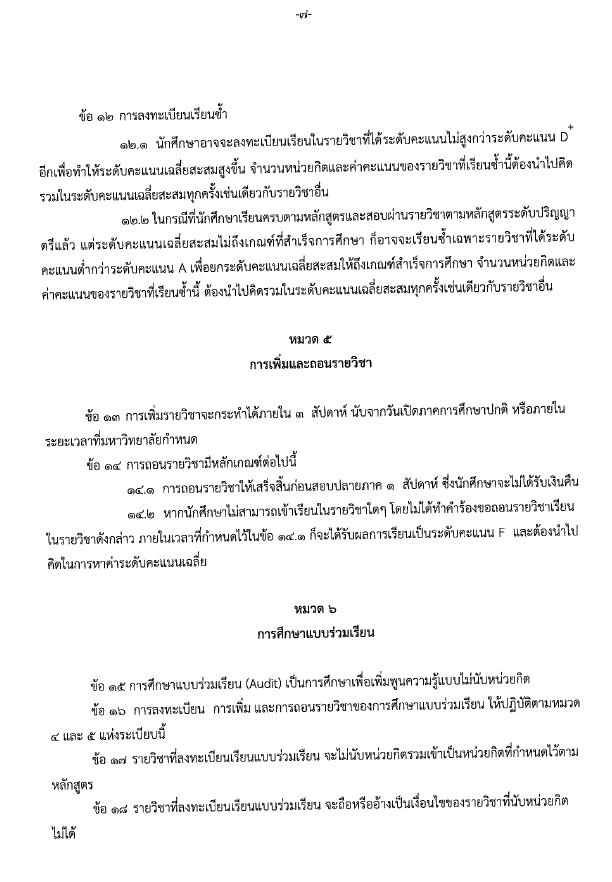 -๗-
ข้อ ๑๒ การลงทะเบียนเรียนซ้ำ
๑๒.๑ นักศึกษาอาจจะลงทะเบียนเรียนในรายวิชาที่ได้ระดับคะแนนไม่สูงกว่าระดับคะแนน D+
อีกเพื่อทำให้ระดับคะแนนเฉลี่ยสะสมสูงขึ้น จำนวนหน่วยกิตและค่าคะแนนของรายวิชาที่เรียนซ้ำนี้ต้องนำไปคิด
รวมในระดับคะแนนเฉลี่ยสะสมทุกครั้งเช่นเดียวกับรายวิชาอื่น
๑๒.๒ ในกรณีที่นักศึกษาเรียนครบตามหลักสูตรและสอบผ่านรายวิชาตามหลักสูตรระดับปริญญา
ตรีแล้ว แต่ระดับคะแนนเฉลี่ยสะสมไม่ถึงเกณฑ์ที่สำเร็จการศึกษา ก็อาจจะเรียนซ้ำเฉพาะรายวิชาที่ได้ระดับ
คะแนนต่ำกว่าระดับคะแนน A เพื่อยกระดับคะแนนเฉลี่ยสะสมให้ถึงเกณฑ์สำเร็จการศึกษา จำนวนหน่วยกิตและ
ค่าคะแนนของรายวิชาที่เรียนซ้ำนี้ ต้องนำไปคิดรวมในระดับคะแนนเฉลี่ยสะสมทุกครั้งเช่นเดียวกับรายวิชาอื่น
หมวด ๕
การเพิ่มและถอนรายวิชา
ข้อ ๑๓ การเพิ่มรายวิชาจะกระทำได้ภายใน ๓ สัปดาห์ นับจากวันเปิดภาคการศึกษาปกติ หรือภายใน
ระยะเวลาที่มหาวิทยาลัยกำหนด
ข้อ ๑๔ การถอนรายวิชามีหลักเกณฑ์ต่อไปนี้
๑๔.๑ การถอนรายวิชาให้เสร็จสิ้นก่อนสอบปลายภาค ๑ สัปดาห์ ซึ่งนักศึกษาจะไม่ได้รับเงินคืน
๑๔.๒ หากนักศึกษาไม่สามารถเข้าเรียนในรายวิชาใดๆ โดยไม่ได้ทำคำร้องขอถอนรายวิชาเรียน
ในรายวิชาดังกล่าว ภายในเวลาที่กำหนดไว้ในข้อ ๑๔.๑ ก็จะได้รับผลการเรียนเป็นระดับคะแนน F และต้องนำไป
คิดในการหาค่าระดับคะแนนเฉลี่ย
หมวด ๖
การศึกษาแบบร่วมเรียน
ข้อ ๑๕ การศึกษาแบบร่วมเรียน (Audit) เป็นการศึกษาเพื่อเพิ่มพูนความรู้แบบไม่นับหน่วยกิต
ข้อ ๑๖ การลงทะเบียน การเพิ่ม และการถอนรายวิชาของการศึกษาแบบร่วมเรียน ให้ปฏิบัติตามหมวด
๔ และ ๕ แห่งระเบียบนี้
ข้อ ๑๗ รายวิชาที่ลงทะเบียนเรียนแบบร่วมเรียน จะไม่นับหน่วยกิตรวมเข้าเป็นหน่วยกิตที่กำหนดไว้ตาม
หลักสูตร
ข้อ ๑๘ รายวิชาที่ลงทะเบียนเรียนแบบร่วมเรียน จะถือหรืออ้างเป็นเงื่อนไขของรายวิชาที่นับหน่วยกิต
ไม่ได้